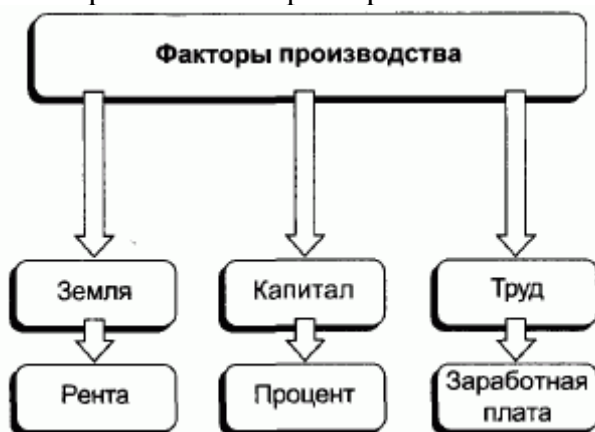 Факторы производства
Земля
Капитал
Труд
Рента
Процент
Заработная
плата